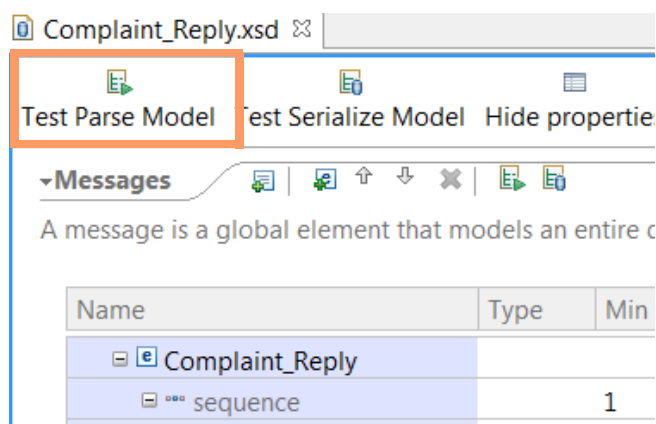 Complaint_Reply.xsd
Test Parse Model Test Serialize Model Hide propertie
Messages
A message is a global element that models an entire
Name Type Min
Complaint_Reply
sequence 1